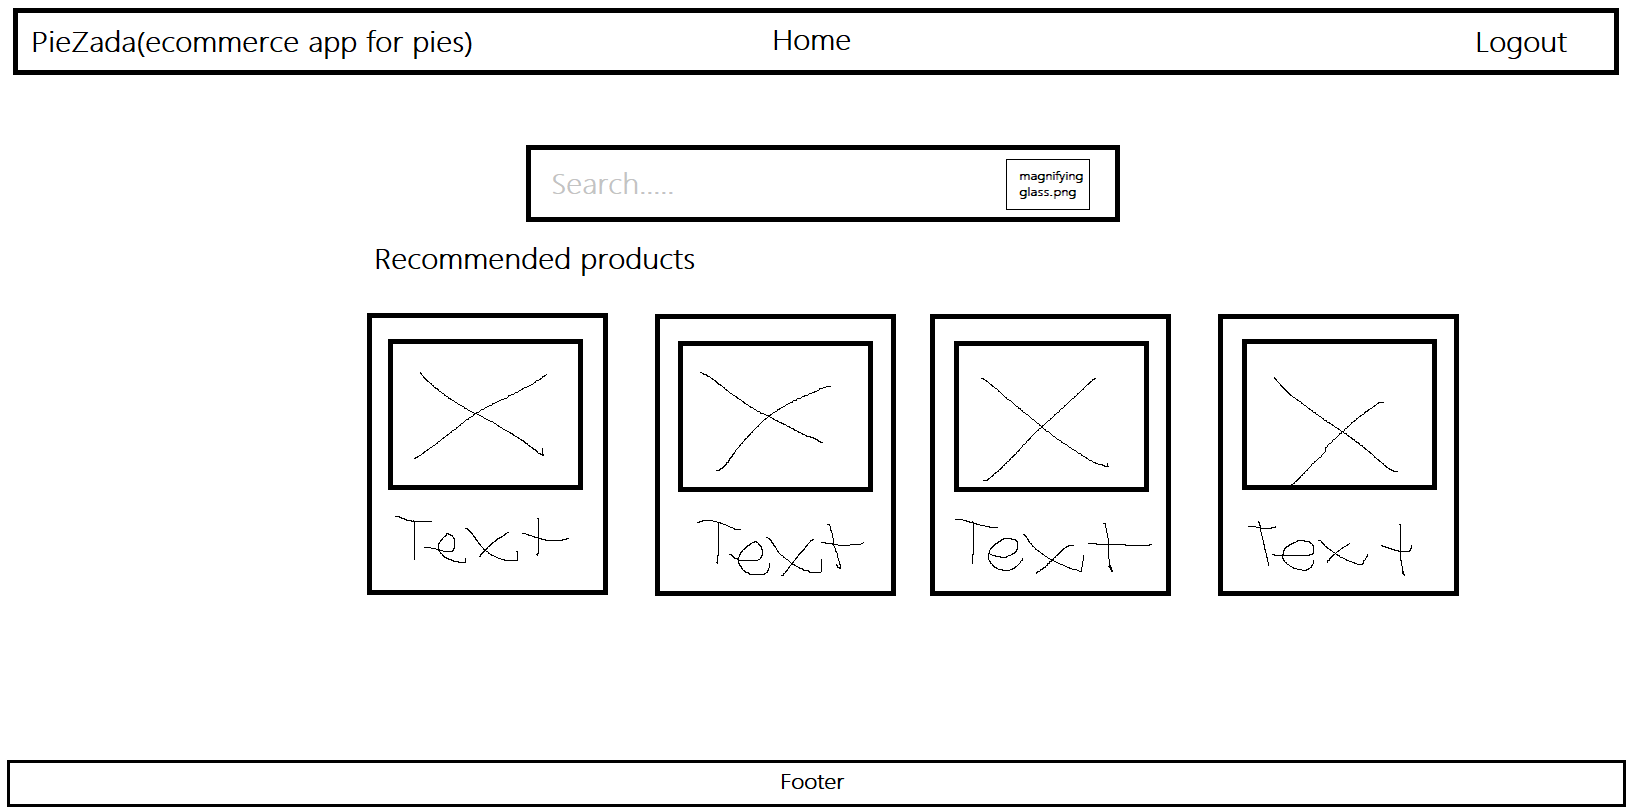 PieZada(ecommerce app for pies) Home Logout
Search.....
magnifying
glass.png
Recommended products
Text Text Text Text
Footer